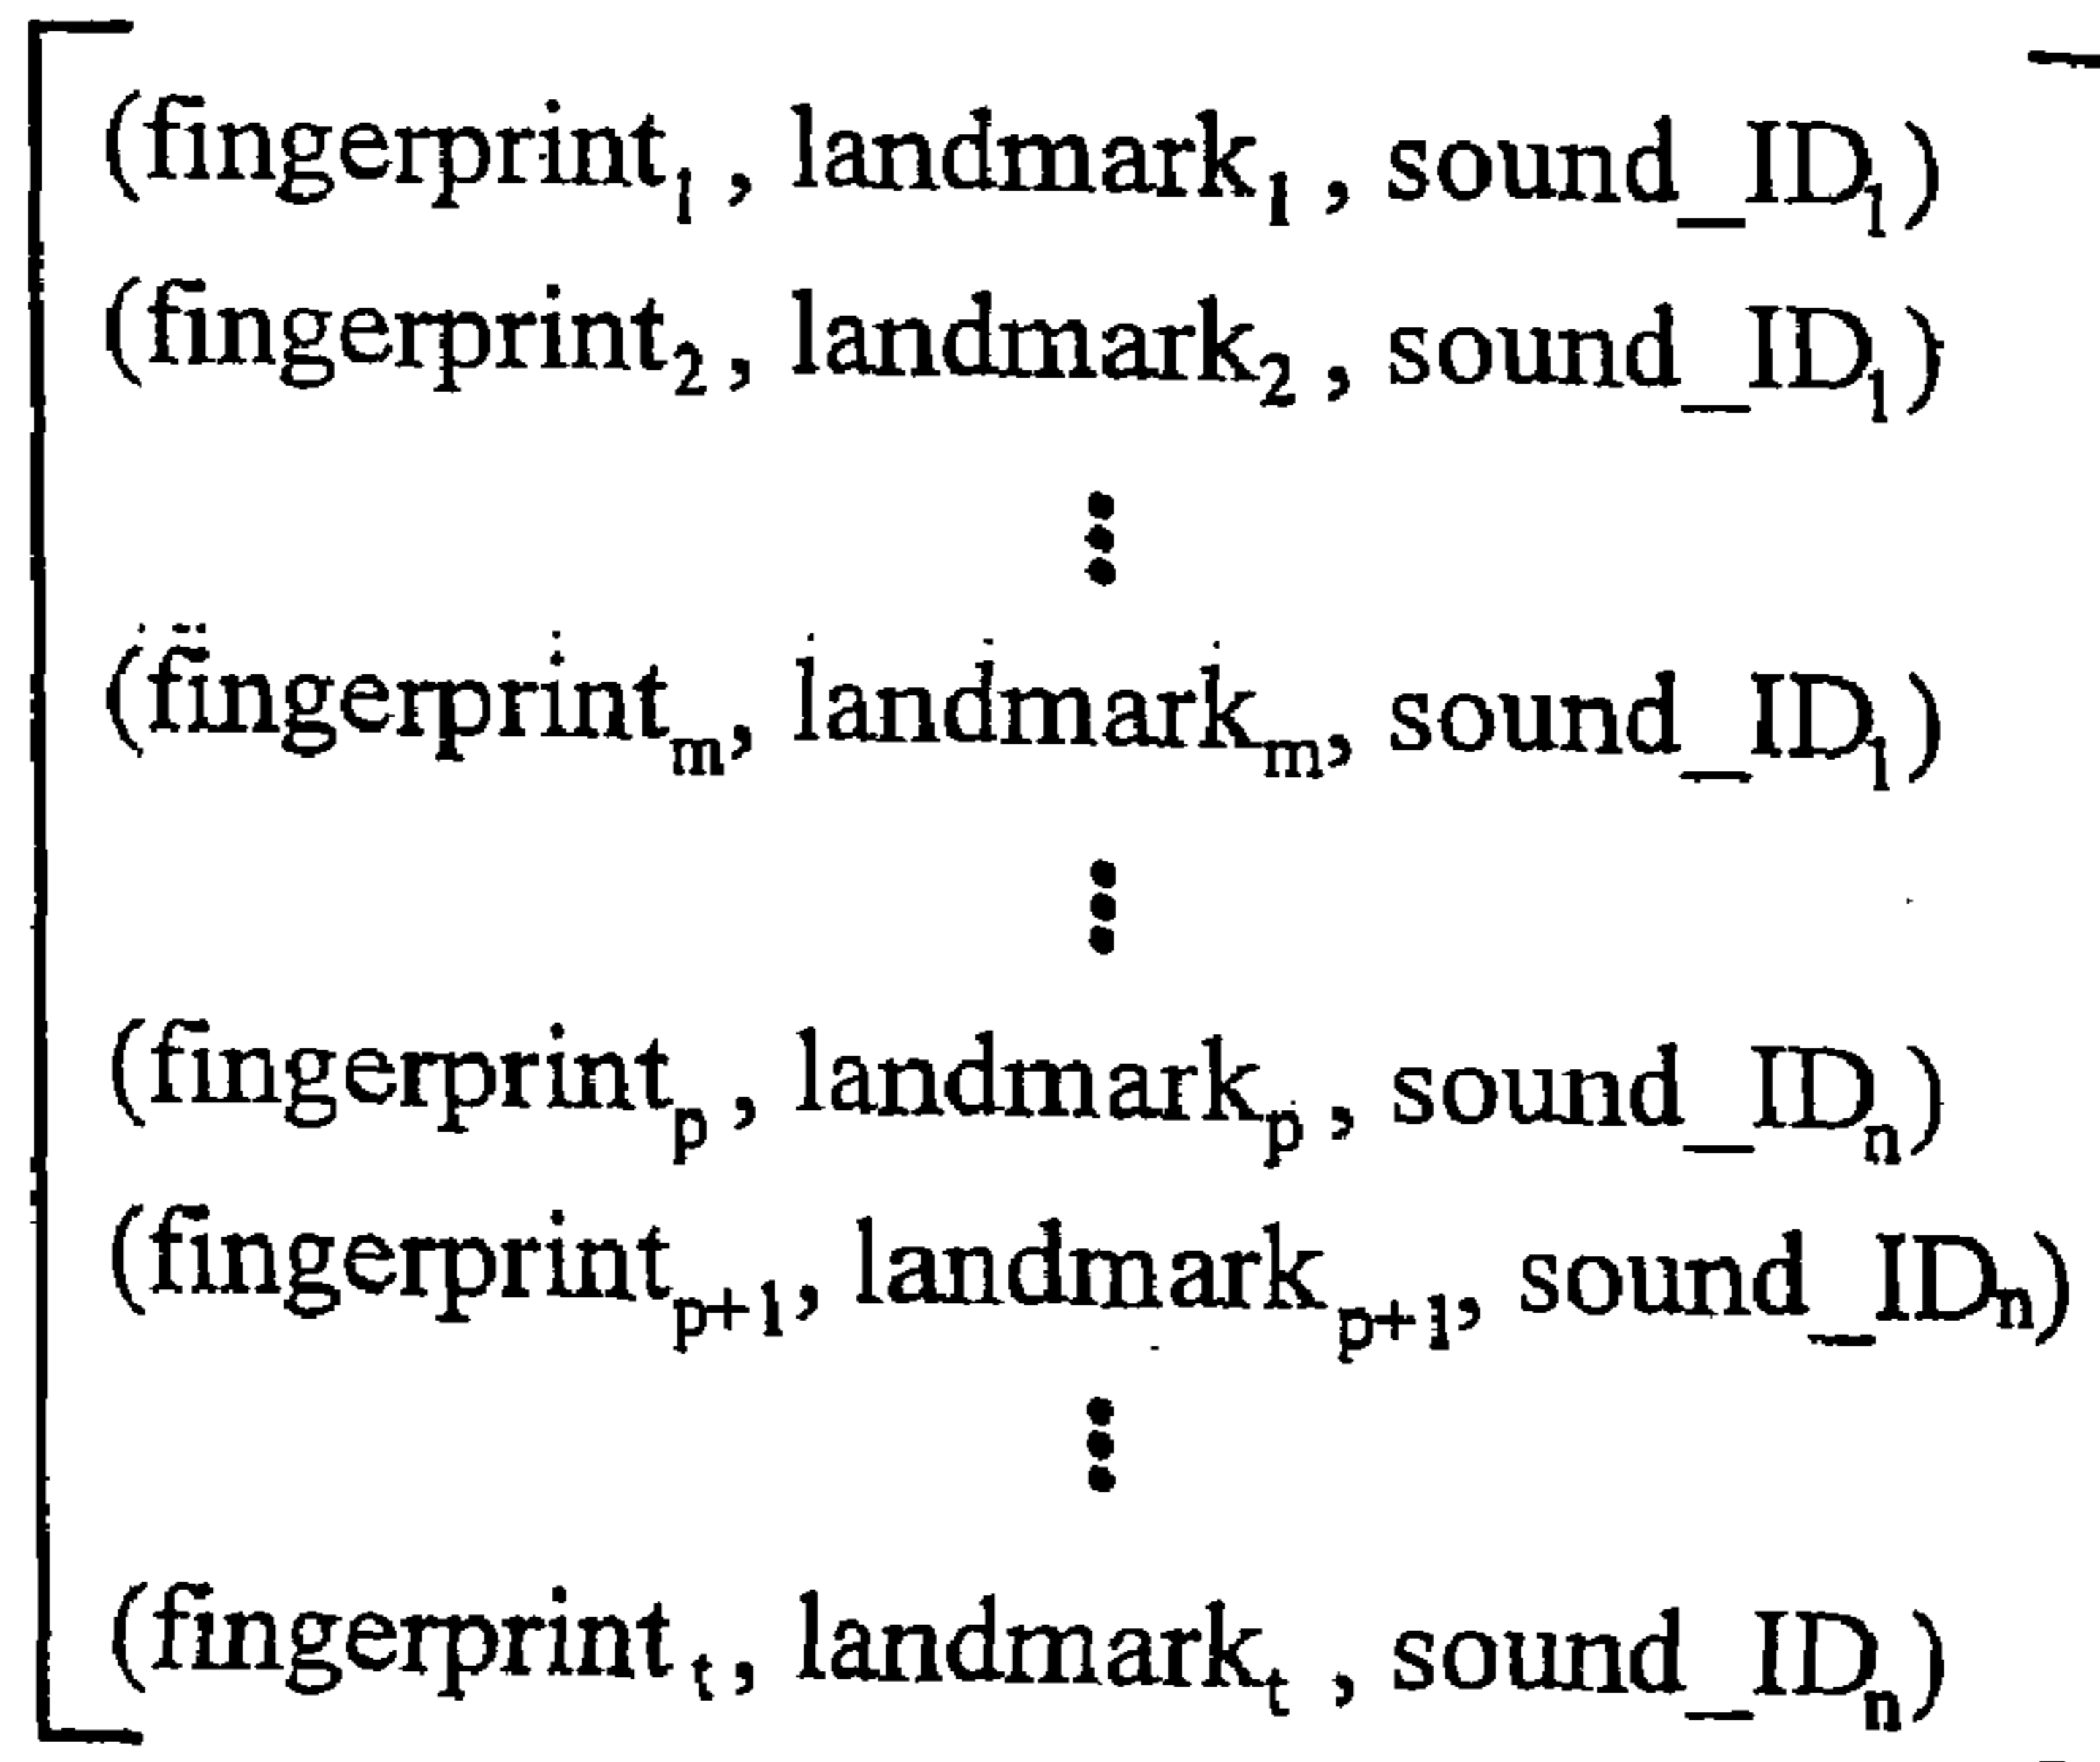 (fingerprint₁, landmark₁, sound_ID₁)
(fingerprint₂, landmark₂, sound_ID₁)
⋮
(fingerprintₘ, landmarkₘ, sound_ID₁)
⋮
(fingerprintₚ, landmarkₚ, sound_IDₙ)
(fingerprintₚ₊₁, landmarkₚ₊₁, sound_IDₙ)
⋮
(fingerprintₜ, landmarkₜ, sound_IDₙ)